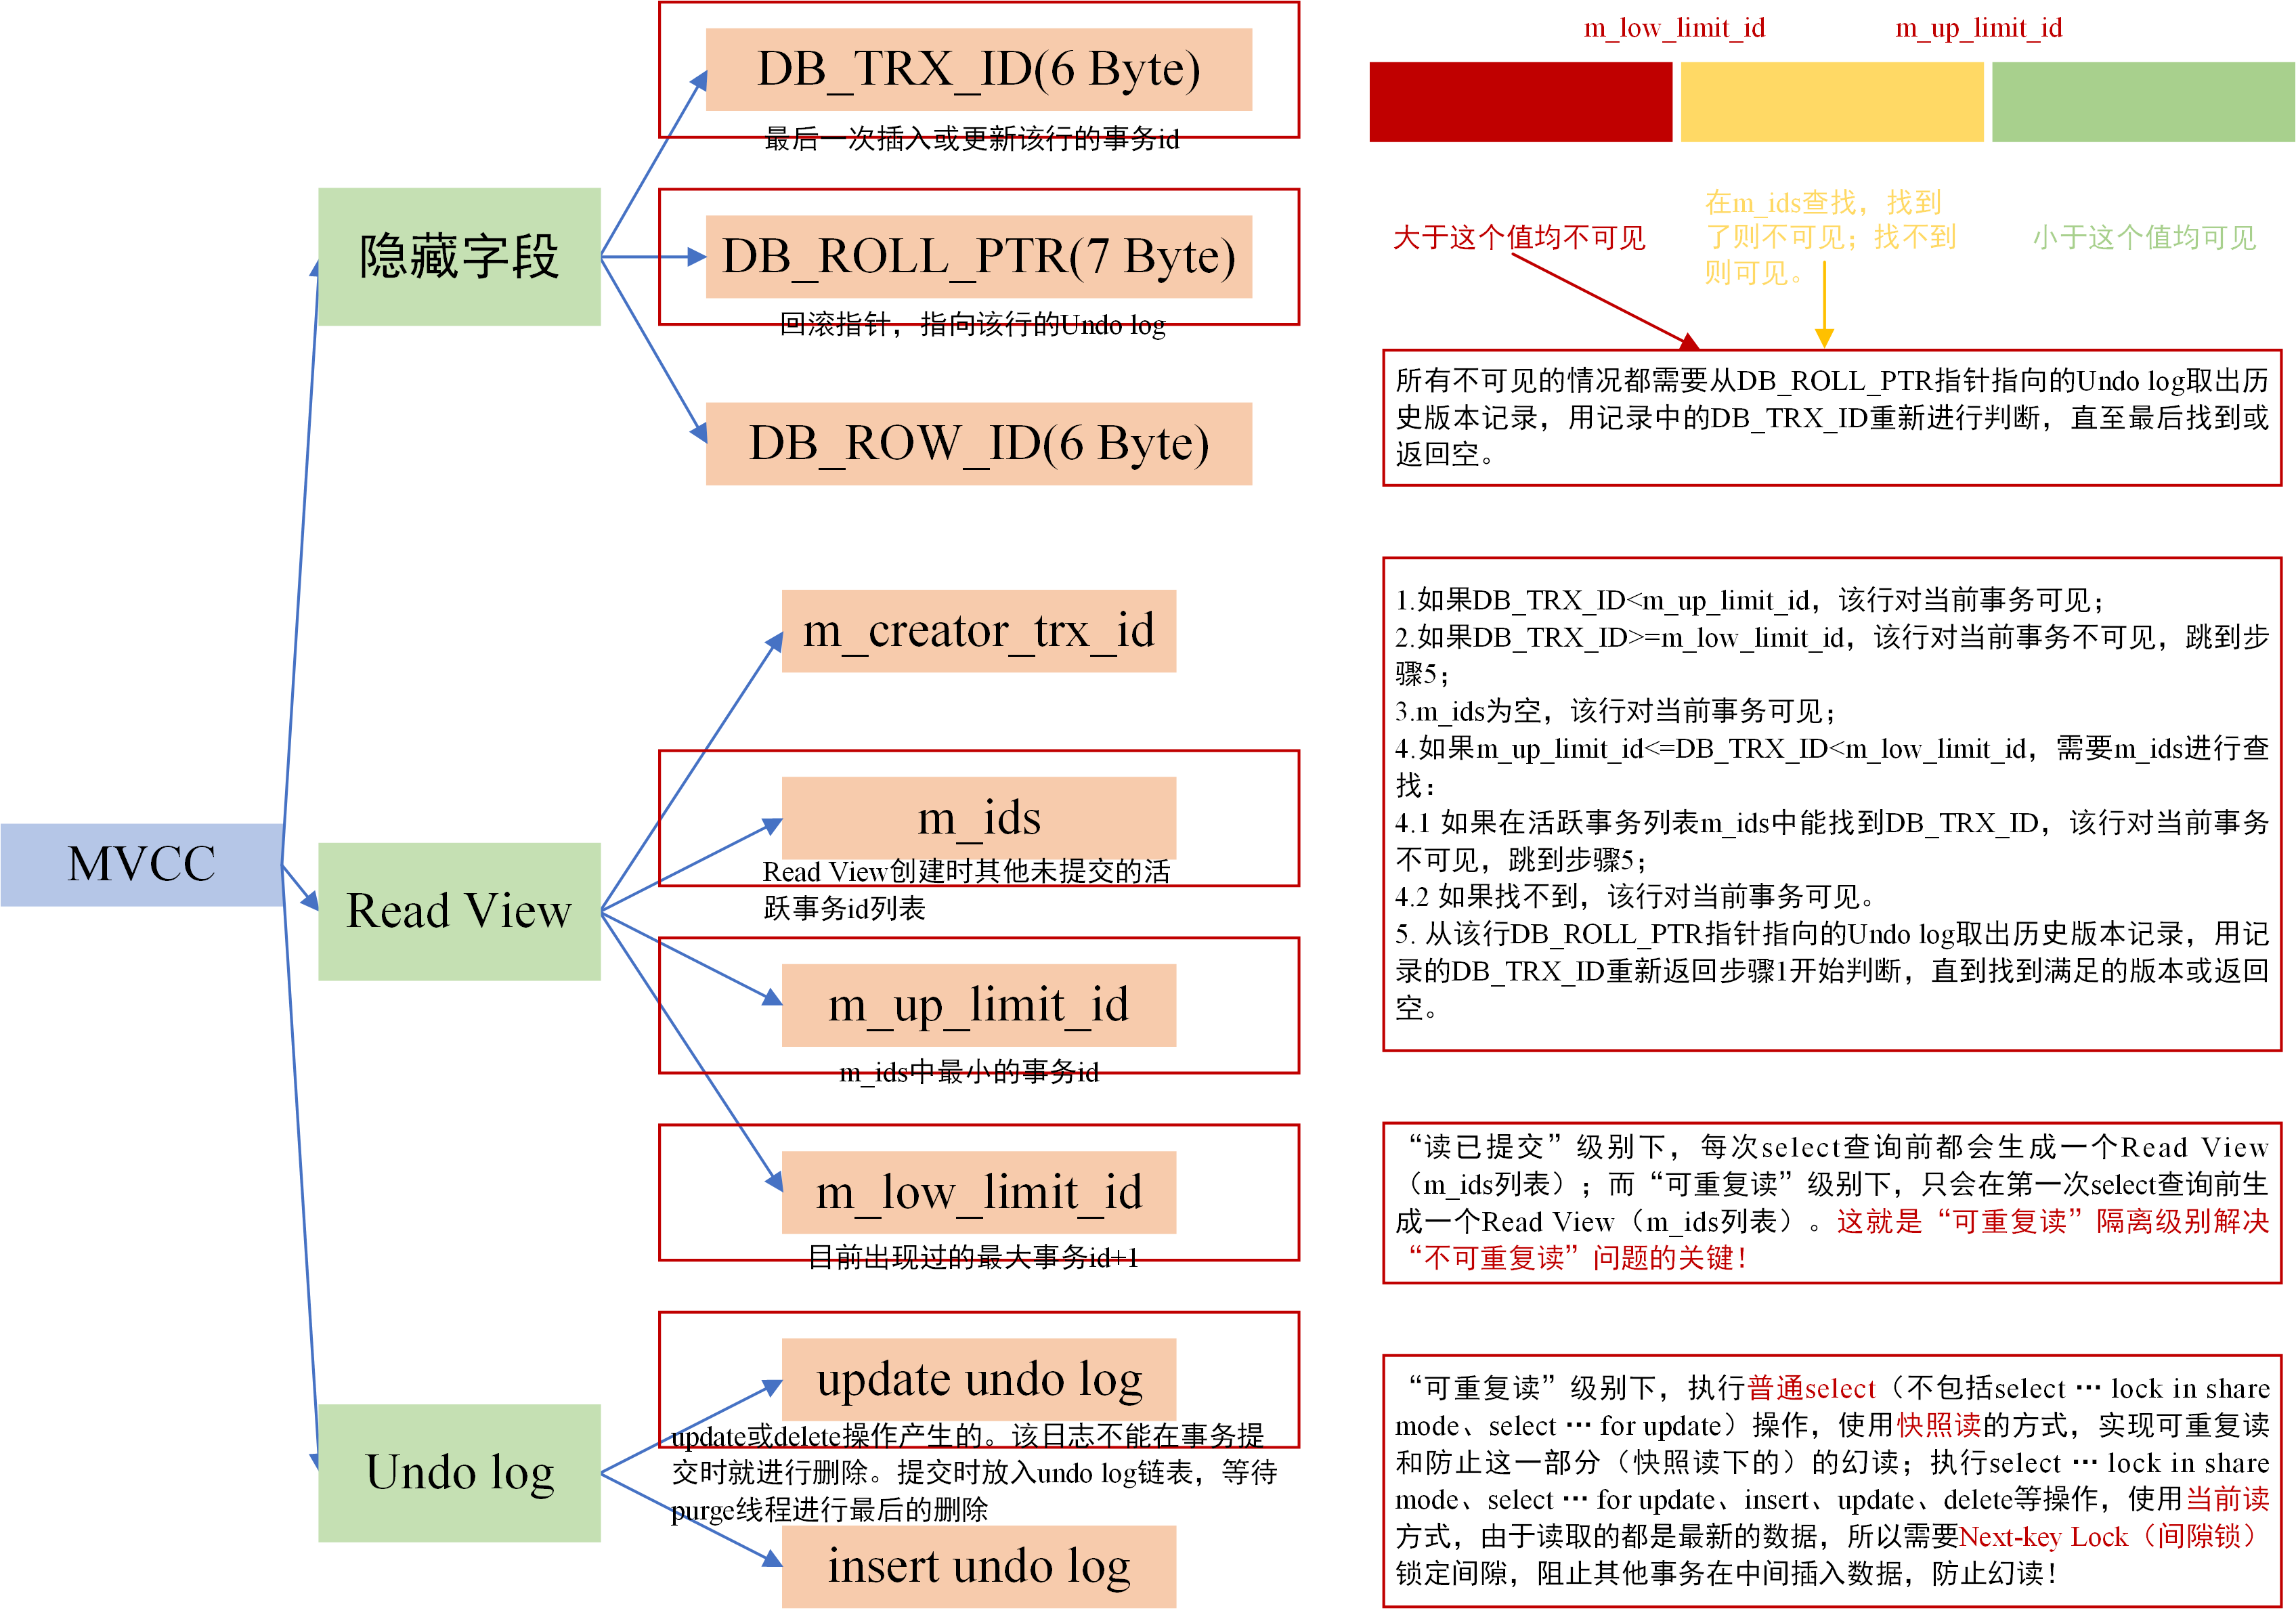 MVCC
隐藏字段
DB_TRX_ID(6 Byte)
最后一次插入或更新该行的事务id
DB_ROLL_PTR(7 Byte)
回滚指针，指向该行的Undo log
DB_ROW_ID(6 Byte)
Read View
m_creator_trx_id
m_ids
Read View创建时其他未提交的活
跃事务id列表
m_up_limit_id
m_ids中最小的事务id
m_low_limit_id
目前出现过的最大事务id+1
Undo log
update undo log
update或delete操作产生的。该日志不能在事务提
交时就进行删除。提交时放入undo log链表，等待
purge线程进行最后的删除
insert undo log
m_low_limit_id
m_up_limit_id
大于这个值均不可见
在m_ids查找，找到
了则不可见；找不到
则可见。
小于这个值均可见
所有不可见的情况都需要从DB_ROLL_PTR指针指向的Undo log取出历
史版本记录，用记录中的DB_TRX_ID重新进行判断，直至最后找到或
返回空。
1.如果DB_TRX_ID<m_up_limit_id，该行对当前事务可见；
2.如果DB_TRX_ID>=m_low_limit_id，该行对当前事务不可见，跳到步
骤5；
3.m_ids为空，该行对当前事务可见；
4.如果m_up_limit_id<=DB_TRX_ID<m_low_limit_id，需要m_ids进行查
找：
4.1 如果在活跃事务列表m_ids中能找到DB_TRX_ID，该行对当前事务
不可见，跳到步骤5；
4.2 如果找不到，该行对当前事务可见。
5. 从该行DB_ROLL_PTR指针指向的Undo log取出历史版本记录，用记
录的DB_TRX_ID重新返回步骤1开始判断，直到找到满足的版本或返回
空。
“读已提交”级别下，每次select查询前都会生成一个Read View
（m_ids列表）；而“可重复读”级别下，只会在第一次select查询前生
成一个Read View（m_ids列表）。这就是“可重复读”隔离级别解决
“不可重复读”问题的关键！
“可重复读”级别下，执行普通select（不包括select … lock in share
mode、select … for update）操作，使用快照读的方式，实现可重复读
和防止这一部分（快照读下的）的幻读；执行select … lock in share
mode、select … for update、insert、update、delete等操作，使用当前读
方式，由于读取的都是最新的数据，所以需要Next-key Lock（间隙锁）
锁定间隙，阻止其他事务在中间插入数据，防止幻读！